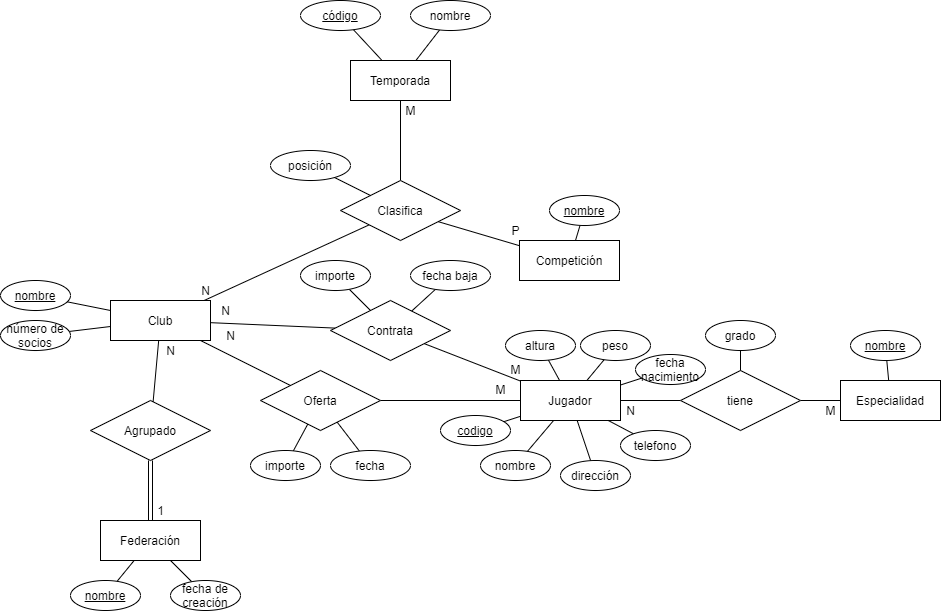 código
nombre
Temporada
M
posición
Clasifica
nombre
P
Competición
importe
fecha baja
nombre
N
Club
N
Contrata
número de
socios
N
N
altura
peso
grado
nombre
fecha
nacimiento
M
M
Oferta
Jugador
N
tiene
M
Especialidad
Agrupado
codigo
telefono
importe
fecha
nombre
dirección
1
Federación
nombre
fecha de
creación